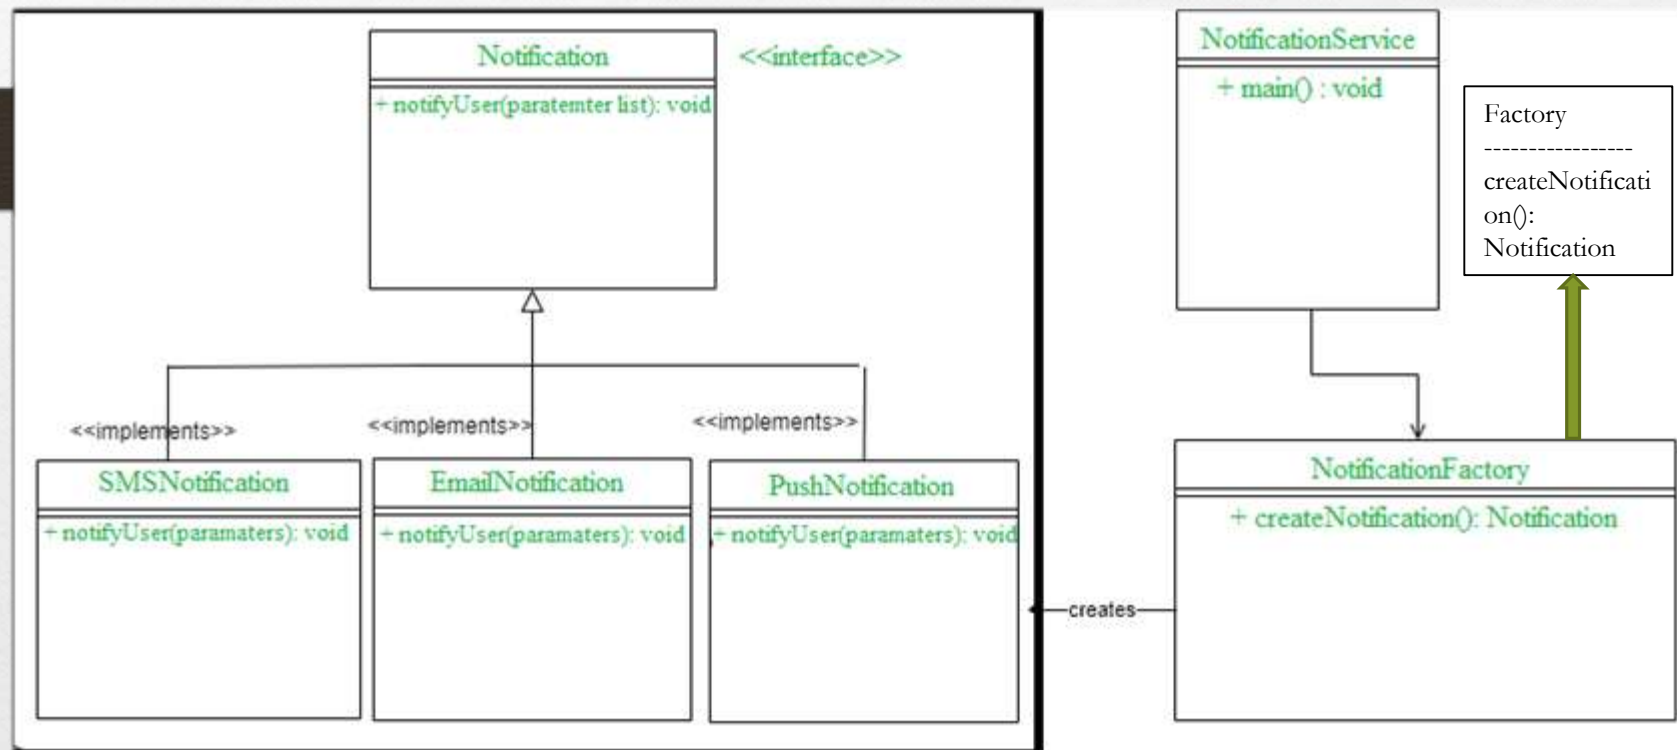 Notification
<<interface>>
+ notifyUser(paratemter list): void
<<implements>>
<<implements>>
<<implements>>
SMSNotification
+ notifyUser(paramaters): void
EmailNotification
+ notifyUser(paramaters): void
PushNotification
+ notifyUser(paramaters): void
NotificationService
+ main() : void
Factory
-----------------
createNotificati
on():
Notification
NotificationFactory
+ createNotification(): Notification
creates